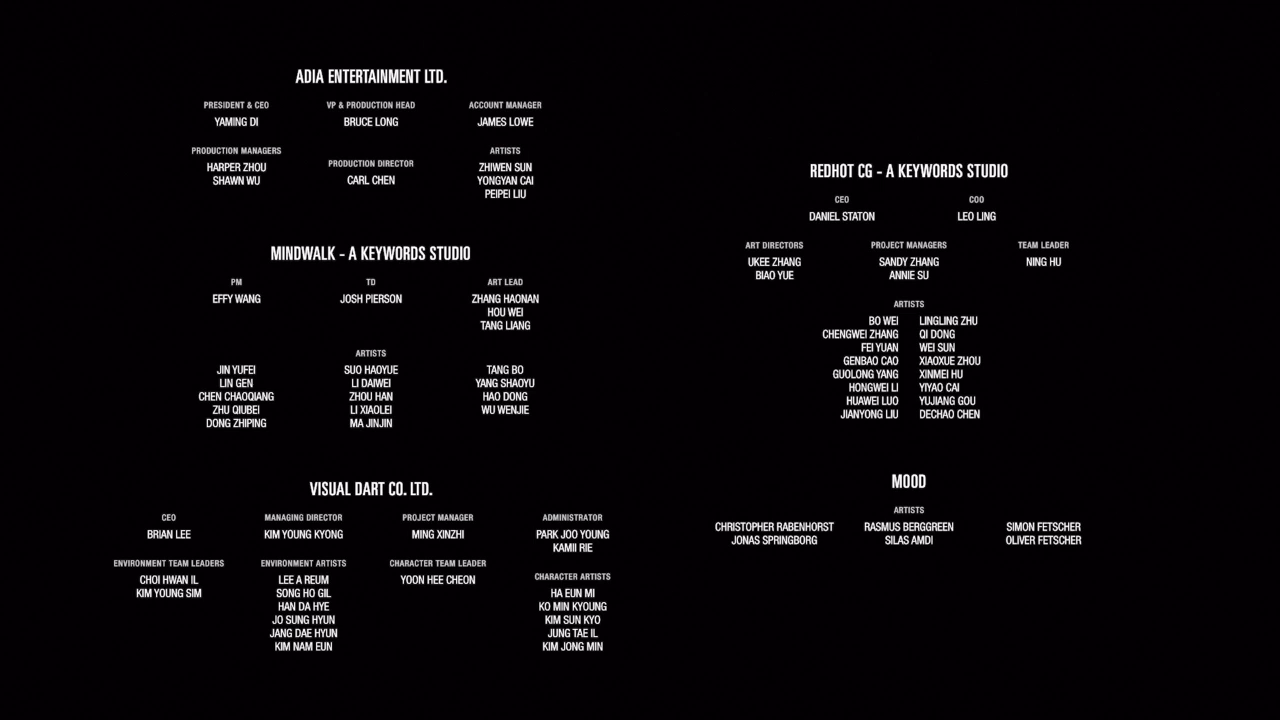 ADIA ENTERTAINMENT LTD.
PRESIDENT & CEO
YAMING DI
VP & PRODUCTION HEAD
BRUCE LONG
ACCOUNT MANAGER
JAMES LOWE
PRODUCTION MANAGERS
HARPER ZHOU
SHAWN WU
PRODUCTION DIRECTOR
CARL CHEN
ARTISTS
ZHIWEN SUN
YONGYAN CAI
PEIPEI LIU
MINDWALK - A KEYWORDS STUDIO
PM
EFFY WANG
TD
JOSH PIERSON
ART LEAD
ZHANG HAONAN
HOU WEI
TANG LIANG
ARTISTS
JIN YUFEI
LIN GEN
CHEN CHAOQIANG
ZHU QIUBEI
DONG ZHIPING
SUO HAOYUE
LI DAIWEI
ZHOU HAN
LI XIAOLEI
MA JINJIN
TANG BO
YANG SHAOYU
HAO DONG
WU WENJIE
VISUAL DART CO. LTD.
CEO
BRIAN LEE
MANAGING DIRECTOR
KIM YOUNG KYONG
PROJECT MANAGER
MING XINZHI
ADMINISTRATOR
PARK JOO YOUNG
KAMII RIE
ENVIRONMENT TEAM LEADERS
CHOI HWAN IL
KIM YOUNG SIM
ENVIRONMENT ARTISTS
LEE A REUM
SONG HO GIL
HAN DA HYE
JO SUNG HYUN
JANG DAE HYUN
KIM NAM EUN
CHARACTER TEAM LEADER
YOON HEE CHEON
CHARACTER ARTISTS
HA EUN MI
KO MIN KYOUNG
KIM SUN KYO
JUNG TAE IL
KIM JONG MIN
REDHOT CG - A KEYWORDS STUDIO
CEO
DANIEL STATON
COO
LEO LING
ART DIRECTORS
UKEE ZHANG
BIAO YUE
PROJECT MANAGERS
SANDY ZHANG
ANNIE SU
TEAM LEADER
NING HU
ARTISTS
BO WEI LINGLING ZHU
CHENGWEI ZHANG QI DONG
FEI YUAN WEI SUN
GENBAO CAO XIAOXUE ZHOU
GUOLONG YANG XINMEI HU
HONGWEI LI YIYAO CAI
HUAWEI LUO YUJIANG GOU
JIANYONG LIU DECHAO CHEN
MOOD
ARTISTS
CHRISTOPHER RABENHORST RASMUS BERGGREEN SIMON FETSCHER
JONAS SPRINGBORG SILAS AMDI OLIVER FETSCHER